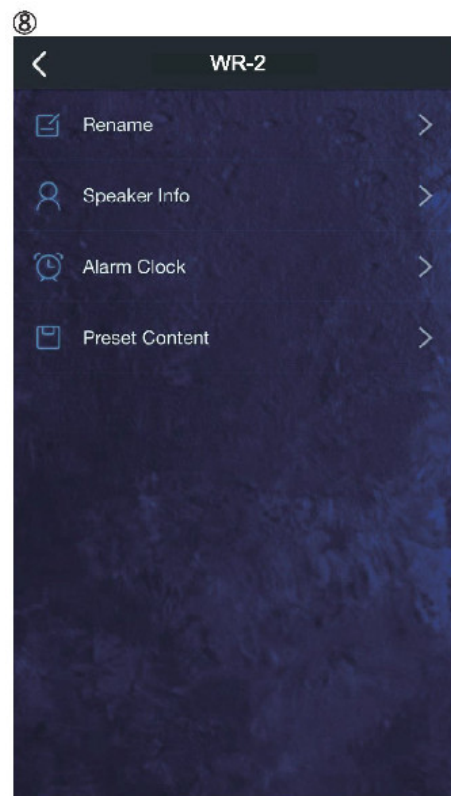 ⑧
WR-2
Rename
Speaker Info
Alarm Clock
Preset Content